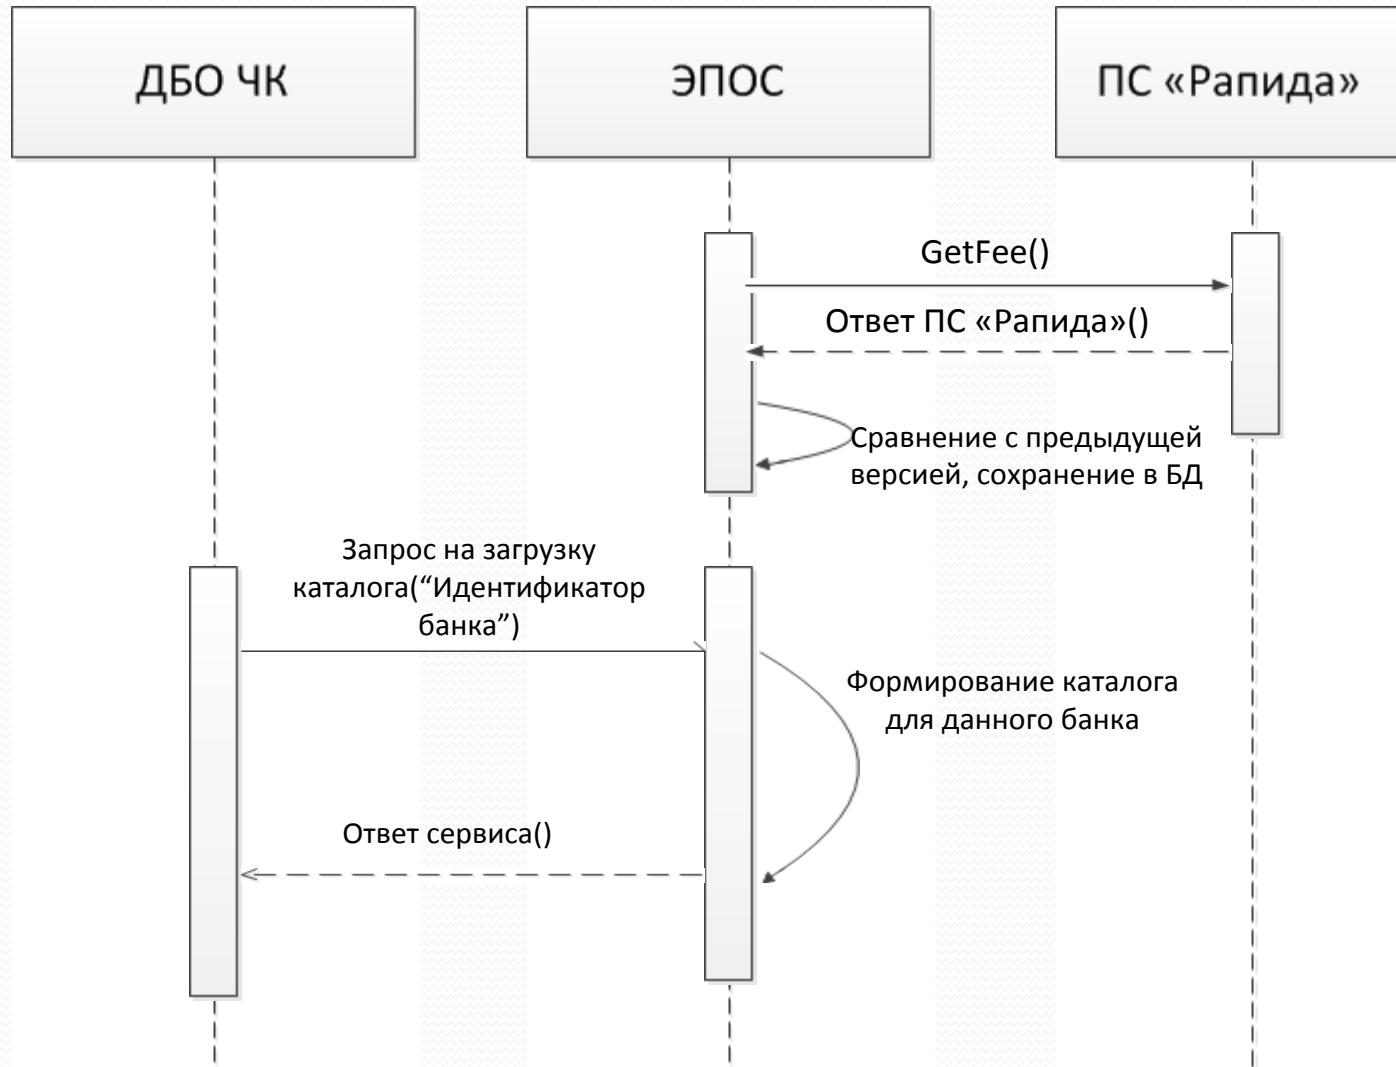 ДБО ЧК
ЭПОС
ПС «Рапида»
GetFee()
Ответ ПС «Рапида»()
Сравнение с предыдущей
версией, сохранение в БД
Запрос на загрузку
каталога(“Идентификатор
банка”)
Формирование каталога
для данного банка
Ответ сервиса()